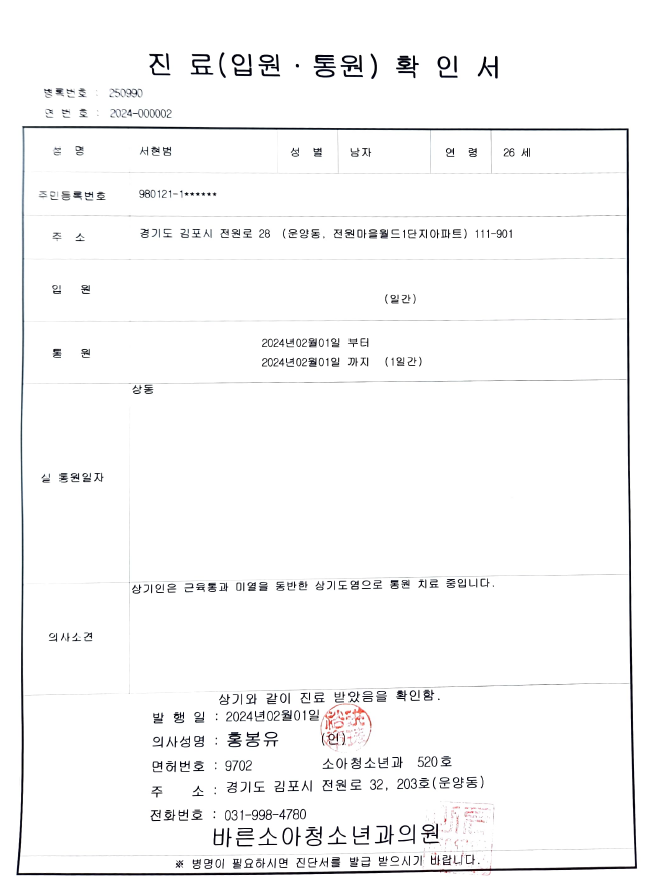 진 료(입원 · 통원) 확 인 서
병록번호 : 250990
연 번 호 : 2024-000002
성 명 서현범 성 별 남자 연 령 26 세
주민등록번호 980121-1******
주 소 경기도 김포시 전원로 28 (운양동, 전원마을월드1단지아파트) 111-901
입 원 (일간)
통 원 2024년02월01일 부터
2024년02월01일 까지 (1일간)
실 통원일자 상동
의사소견 상기인은 근육통과 미열을 동반한 상기도염으로 통원 치료 중입니다.
상기와 같이 진료 받았음을 확인함.
발 행 일 : 2024년02월01일
의사성명 : 홍봉유 (인)
면허번호 : 9702 소아청소년과 520호
주 소 : 경기도 김포시 전원로 32, 203호(운양동)
전화번호 : 031-998-4780
바른소아청소년과의원
※ 병명이 필요하시면 진단서를 발급 받으시기 바랍니다.